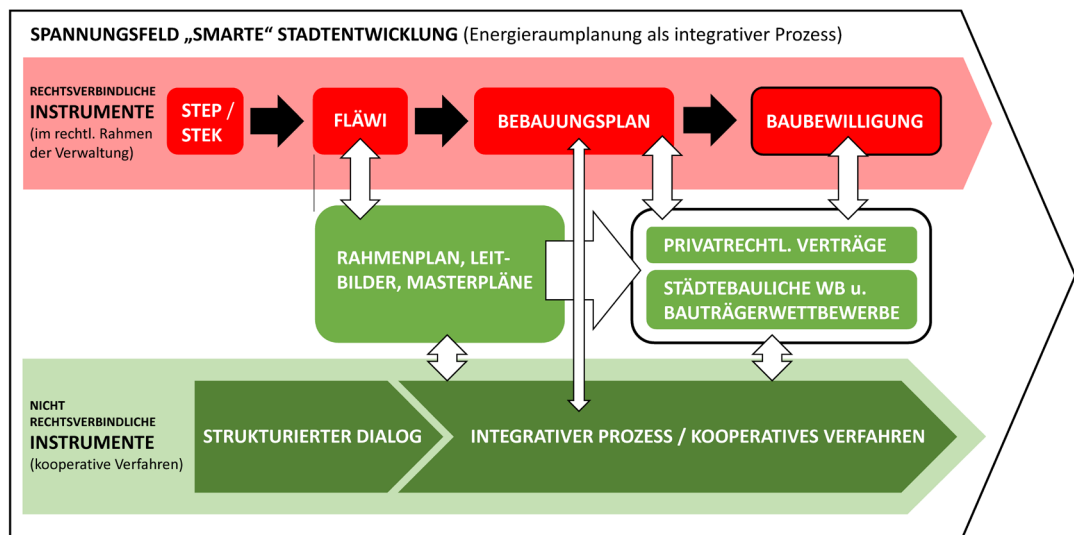 SPANNUNGSFELD „SMARTE“ STADTENTWICKLUNG (Energieraumplanung als integrativer Prozess)
RECHTSVERBINDLICHE
INSTRUMENTE
(im rechtl. Rahmen
der Verwaltung)
STEP /
STEK
FLÄWI
BEBAUUNGSPLAN
BAUBEWILIGUNG
RAHMENPLAN, LEIT-
BILDER, MASTERPLÄNE
PRIVATRECHTL. VERTRÄGE
STÄDTEBAULICHE WB u.
BAUTRÄGERWETTBEWERBE
NICHT
RECHTSVERBINDLICHE
INSTRUMENTE
(kooperative Verfahren)
STRUKTURIERTER DIALOG
INTEGRATIVER PROZESS / KOOPERATIVES VERFAHREN